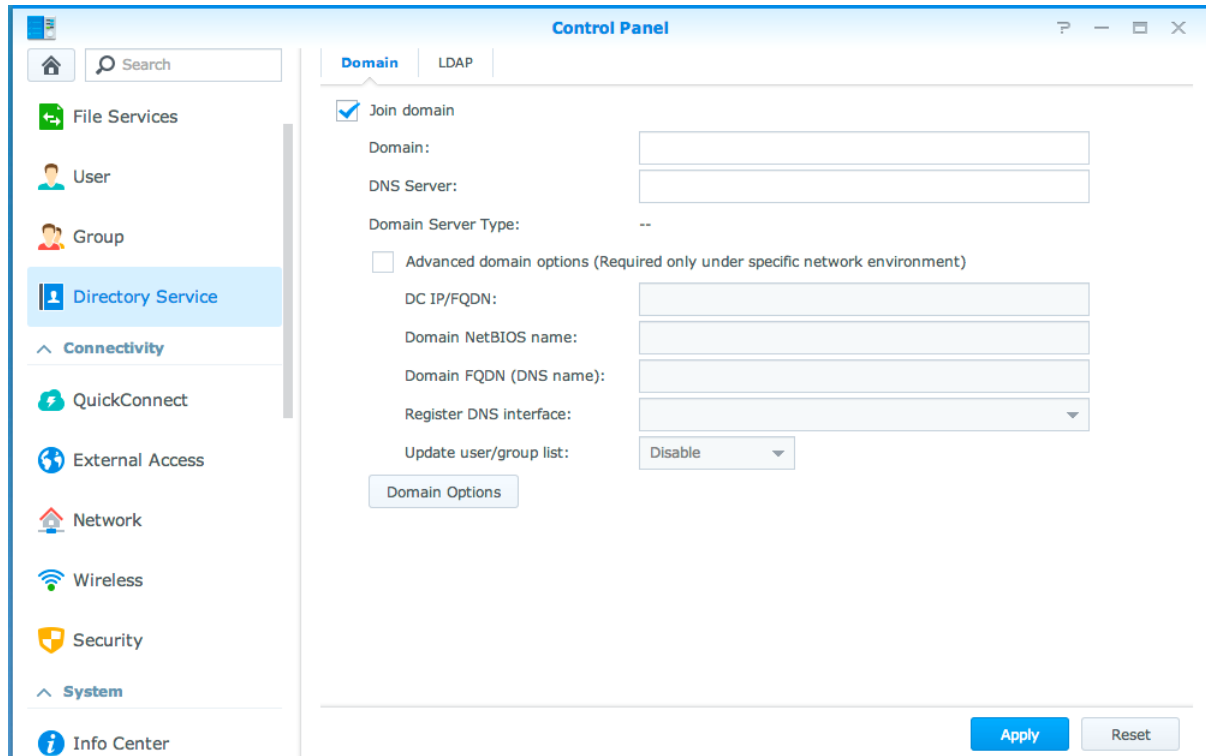 Control Panel
Search
File Services
User
Group
Directory Service
Connectivity
QuickConnect
External Access
Network
Wireless
Security
System
Info Center
Domain LDAP
Join domain
Domain:
DNS Server:
Domain Server Type: --
Advanced domain options (Required only under specific network environment)
DC IP/FQDN:
Domain NetBIOS name:
Domain FQDN (DNS name):
Register DNS interface:
Update user/group list: Disable
Domain Options
Apply Reset